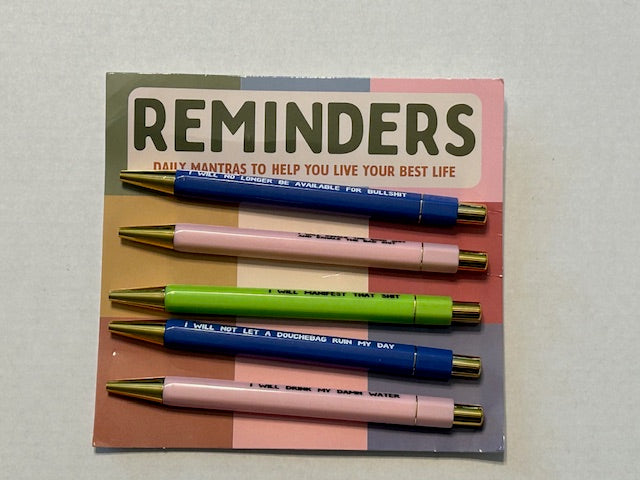 REMINDERS
DAILY MANTRAS TO HELP YOU LIVE YOUR BEST LIFE
I WILL NO LONGER BE AVAILABLE FOR BULLSHIT
I WILL MANIFEST THAT SHIT
I WILL NOT LET A DOUCHEBAG RUIN MY DAY
I WILL DRINK MY DAMN WATER